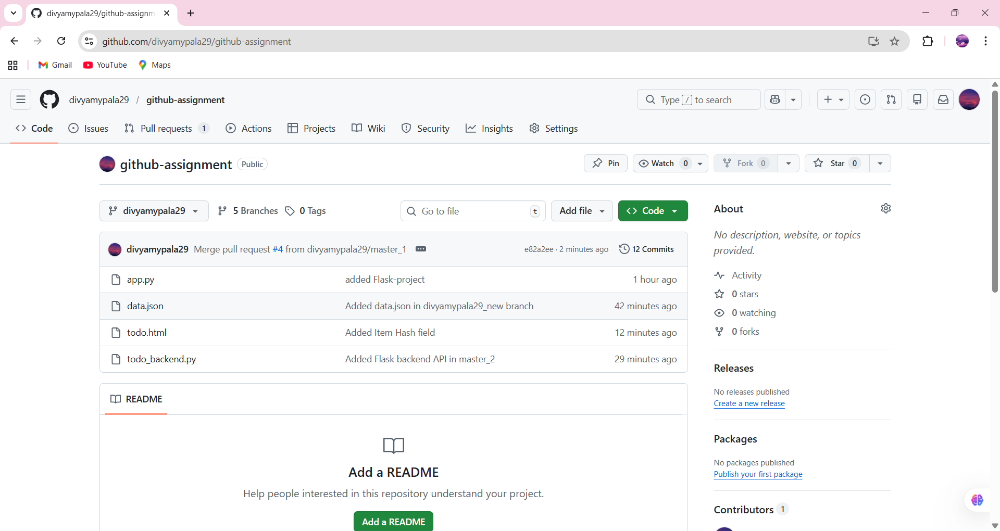 divyamypala29/github-assignm
github.com/divyamypala29/github-assignment
Gmail YouTube Maps
divyamypala29 / github-assignment Type / to search
Code Issues Pull requests 1 Actions Projects Wiki Security Insights Settings
github-assignment Public Pin Watch 0 Fork 0 Star 0
divyamypala29 5 Branches 0 Tags Go to file t Add file Code
divyamypala29 Merge pull request #4 from divyamypala29/master_1 e82a2ee · 2 minutes ago 12 Commits
app.py added Flask-project 1 hour ago
data.json Added data.json in divyamypala29_new branch 42 minutes ago
todo.html Added Item Hash field 12 minutes ago
todo_backend.py Added Flask backend API in master_2 29 minutes ago
README
Add a README
Help people interested in this repository understand your project.
Add a README
About
No description, website, or topics
provided.
Activity
0 stars
0 watching
0 forks
Releases
No releases published
Create a new release
Packages
No packages published
Publish your first package
Contributors 1